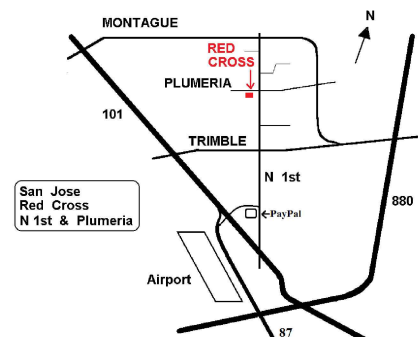 MONTAGUE
N
RED
CROSS
PLUMERIA
101
TRIMBLE
N 1st
880
San Jose
Red Cross
N 1st & Plumeria
←PayPal
Airport
87